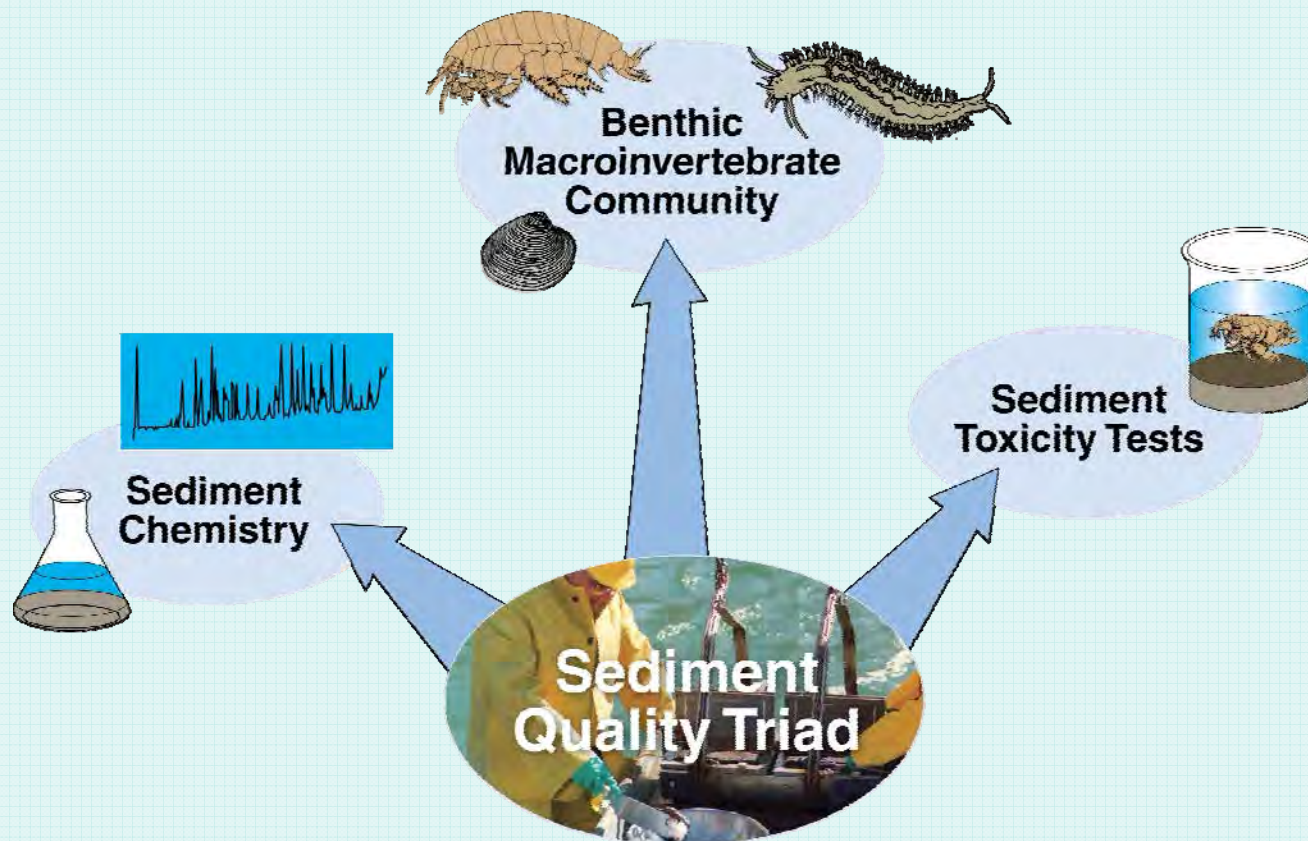 Benthic
Macroinvertebrate
Community
Sediment
Chemistry
Sediment
Toxicity Tests
Sediment
Quality Triad